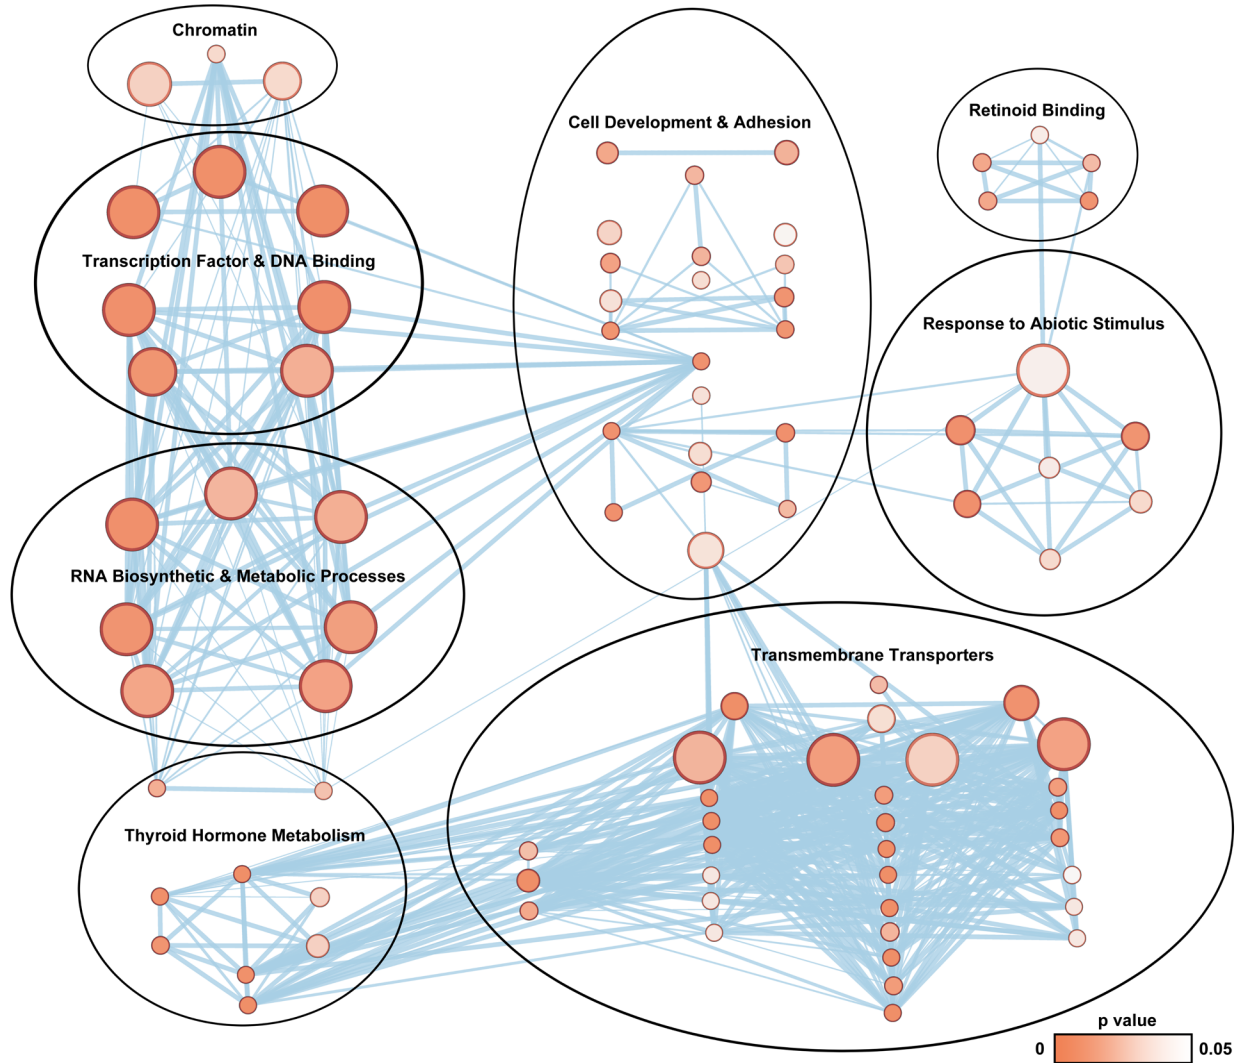 Chromatin
Cell Development & Adhesion
Retinoid Binding
Transcription Factor & DNA Binding
Response to Abiotic Stimulus
RNA Biosynthetic & Metabolic Processes
Transmembrane Transporters
Thyroid Hormone Metabolism
p value
0 0.05